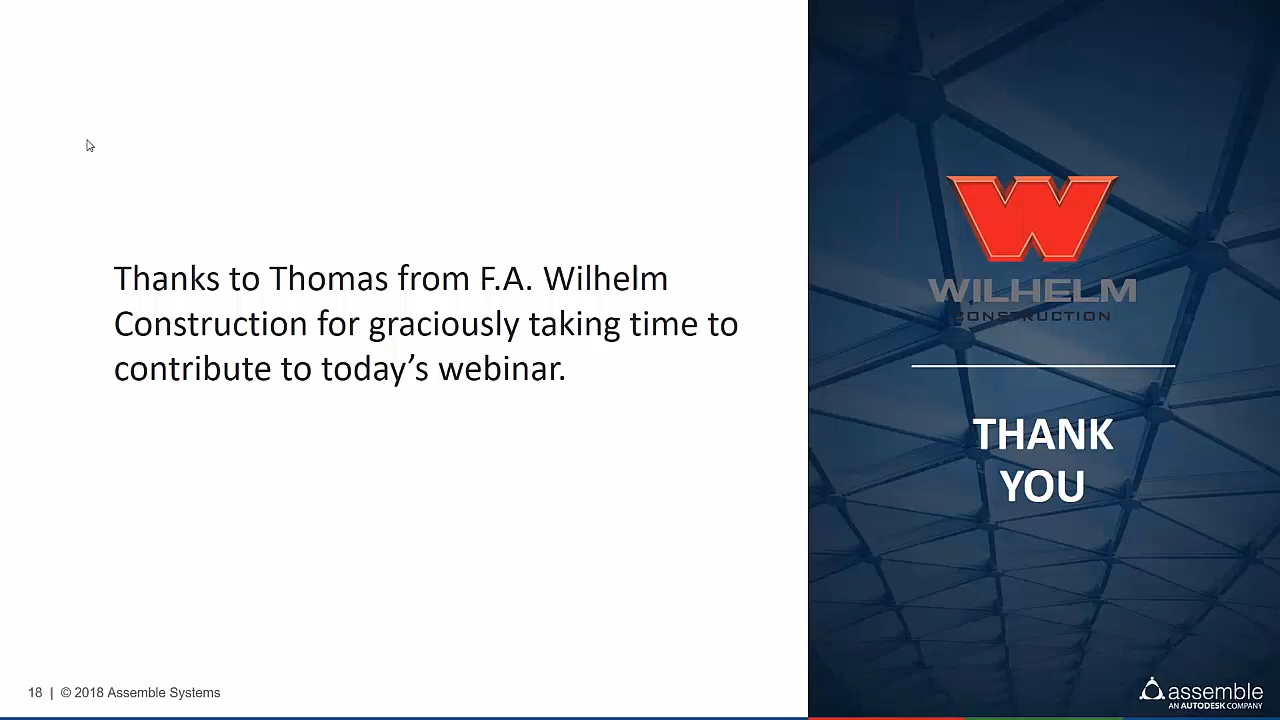 Thanks to Thomas from F.A. Wilhelm
Construction for graciously taking time to
contribute to today’s webinar.
W
WILHELM
CONSTRUCTION
THANK
YOU
18 | © 2018 Assemble Systems
assemble
AN AUTODESK COMPANY